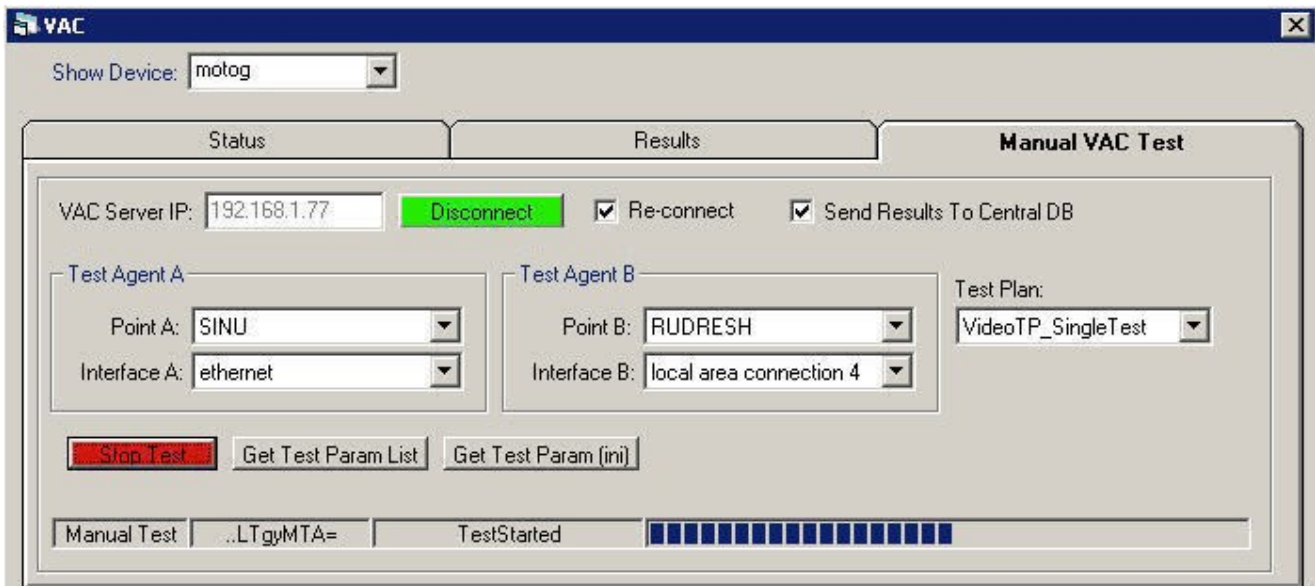 VAC
Show Device: motog
Status Results Manual VAC Test
VAC Server IP: 192.168.1.77 Disconnect Re-connect Send Results To Central DB
Test Agent A Test Agent B
Test Plan:
Point A: SINU Point B: RUDRESH VideoTP_SingleTest
Interface A: ethernet Interface B: local area connection 4
Stop Test Get Test Param List Get Test Param (ini)
Manual Test ..LTgyMTA= TestStarted